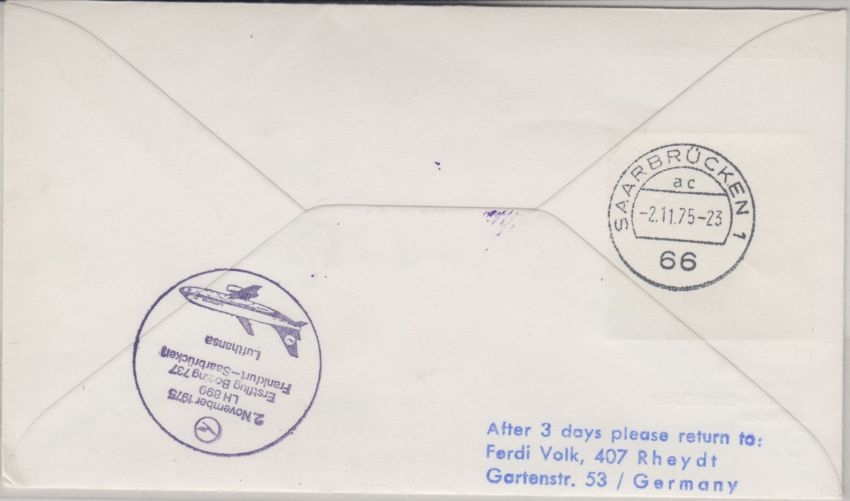 SAARBRÜCKEN 1
ac
-2.11.75-23
66
2. November 1975
LH 899
Erstflug Boeing 737
Frankfurt–Saarbrücken
Lufthansa
After 3 days please return to:
Ferdi Volk, 407 Rheydt
Gartenstr. 53 / Germany